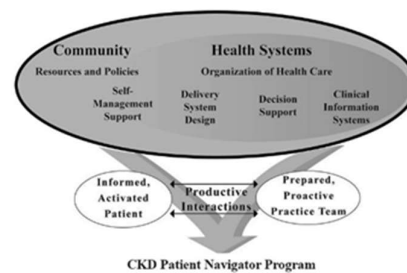 Community
Health Systems
Resources and Policies
Organization of Health Care
Self-
Management
Support
Delivery
System
Design
Decision
Support
Clinical
Information
Systems
Informed,
Activated
Patient
Productive
Interactions
Prepared,
Proactive
Practice Team
CKD Patient Navigator Program